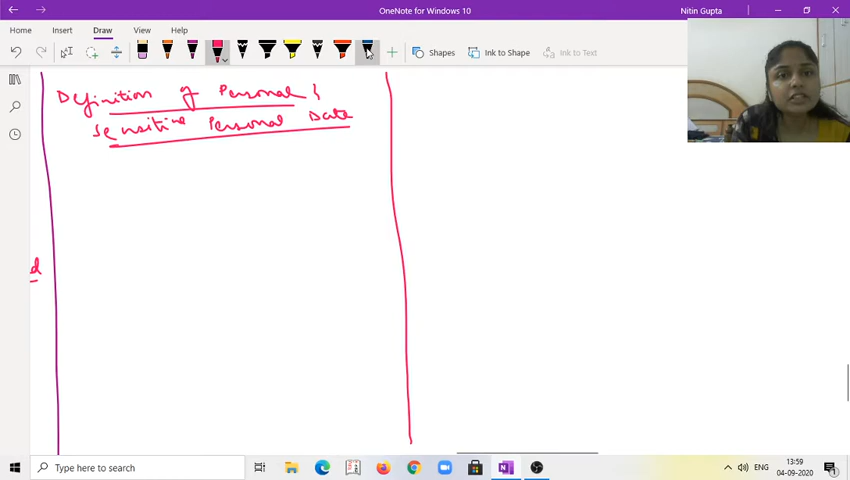 OneNote for Windows 10
Nitin Gupta
Home Insert Draw View Help
Shapes Ink to Shape Ink to Text
Definition of Personal &
Sensitive Personal Data
d
Type here to search
ENG
13:59
04-09-2020